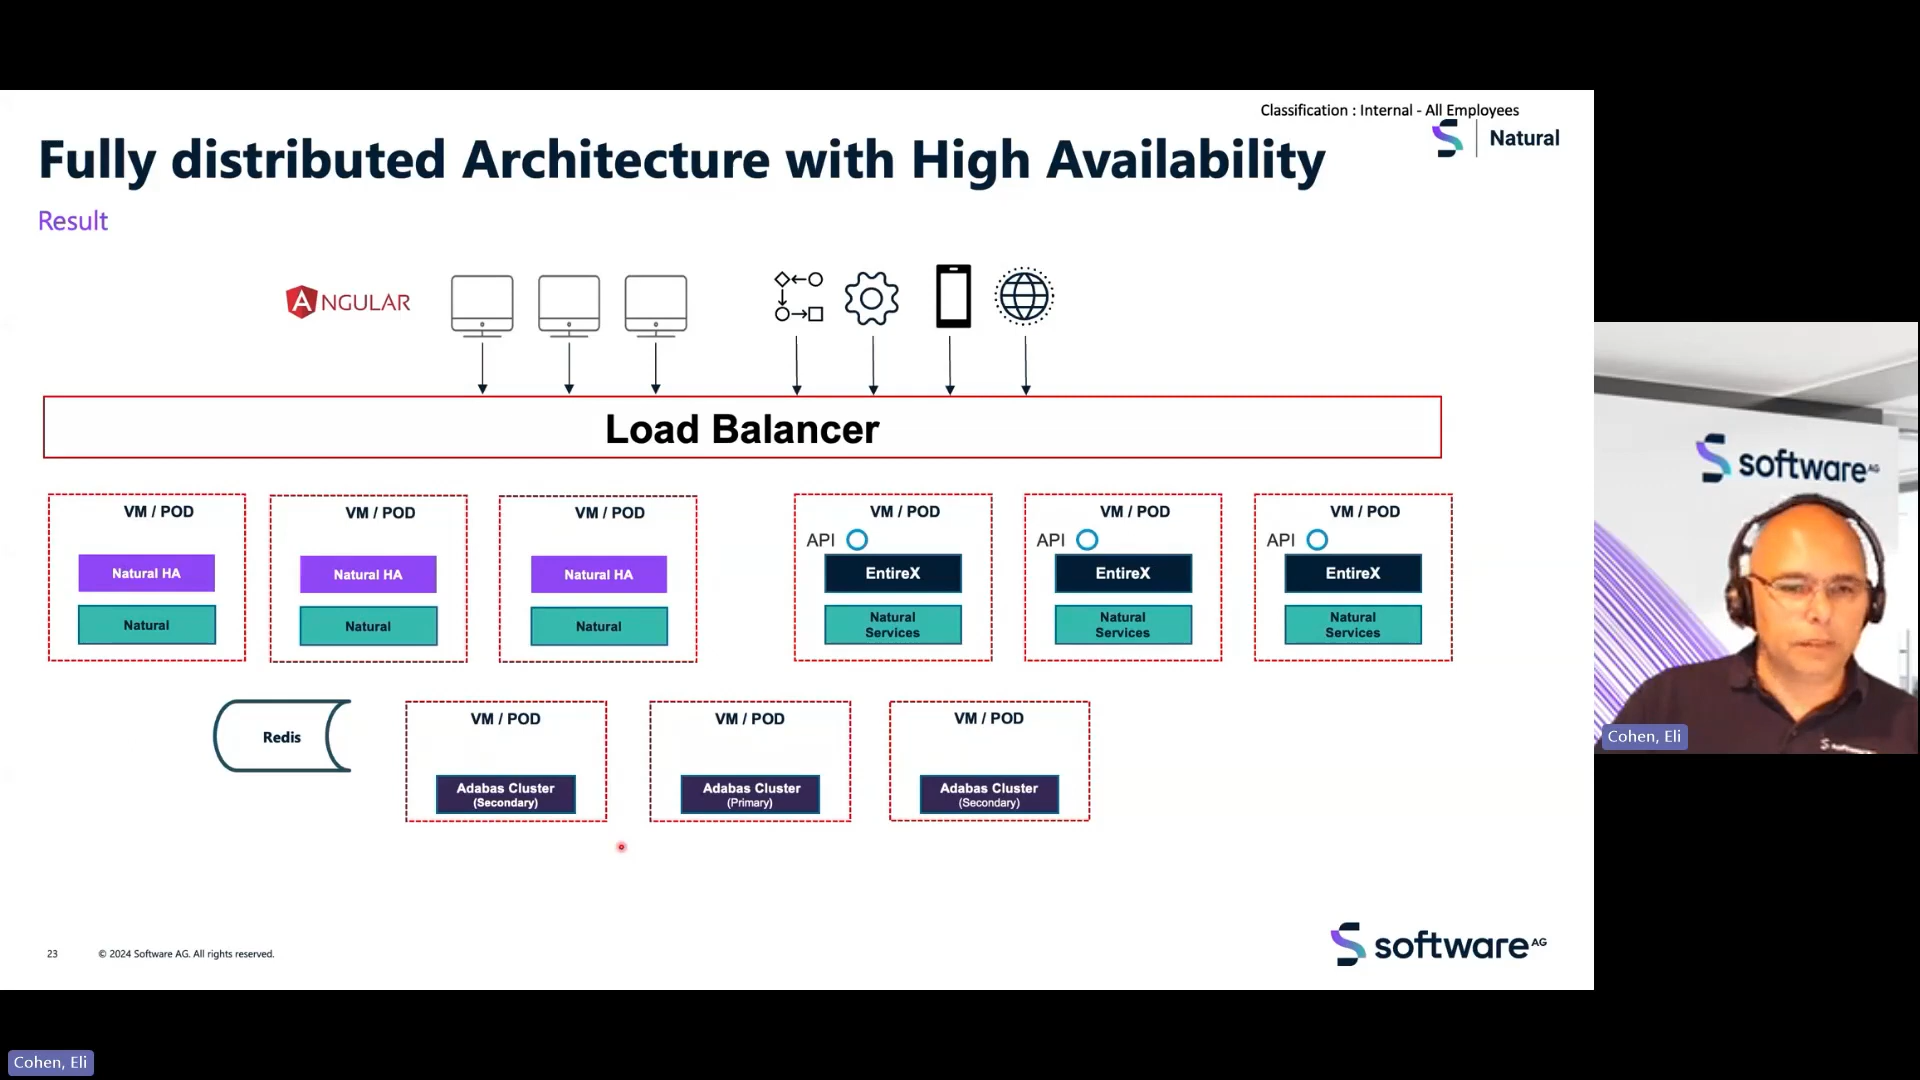 Classification : Internal - All Employees
Fully distributed Architecture with High Availability
Natural
Result
ANGULAR
Load Balancer
VM / POD
Natural HA
Natural
VM / POD
Natural HA
Natural
VM / POD
Natural HA
Natural
VM / POD
API
EntireX
Natural
Services
VM / POD
API
EntireX
Natural
Services
VM / POD
API
EntireX
Natural
Services
Redis
VM / POD
Adabas Cluster
(Secondary)
VM / POD
Adabas Cluster
(Primary)
VM / POD
Adabas Cluster
(Secondary)
23
© 2024 Software AG. All rights reserved.
software AG
software AG
Cohen, Eli
Cohen, Eli